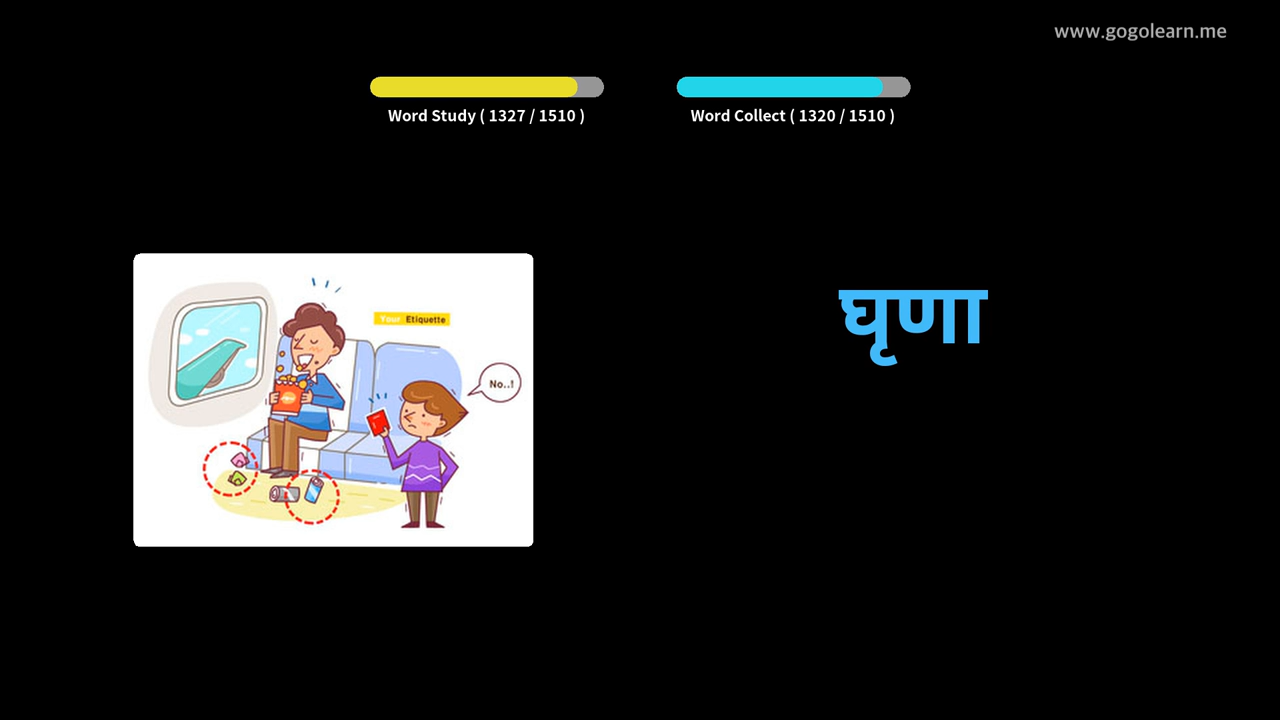 www.gogolearn.me
Word Study ( 1327 / 1510 )
Word Collect ( 1320 / 1510 )
Your Etiquette
No..!
घृणा